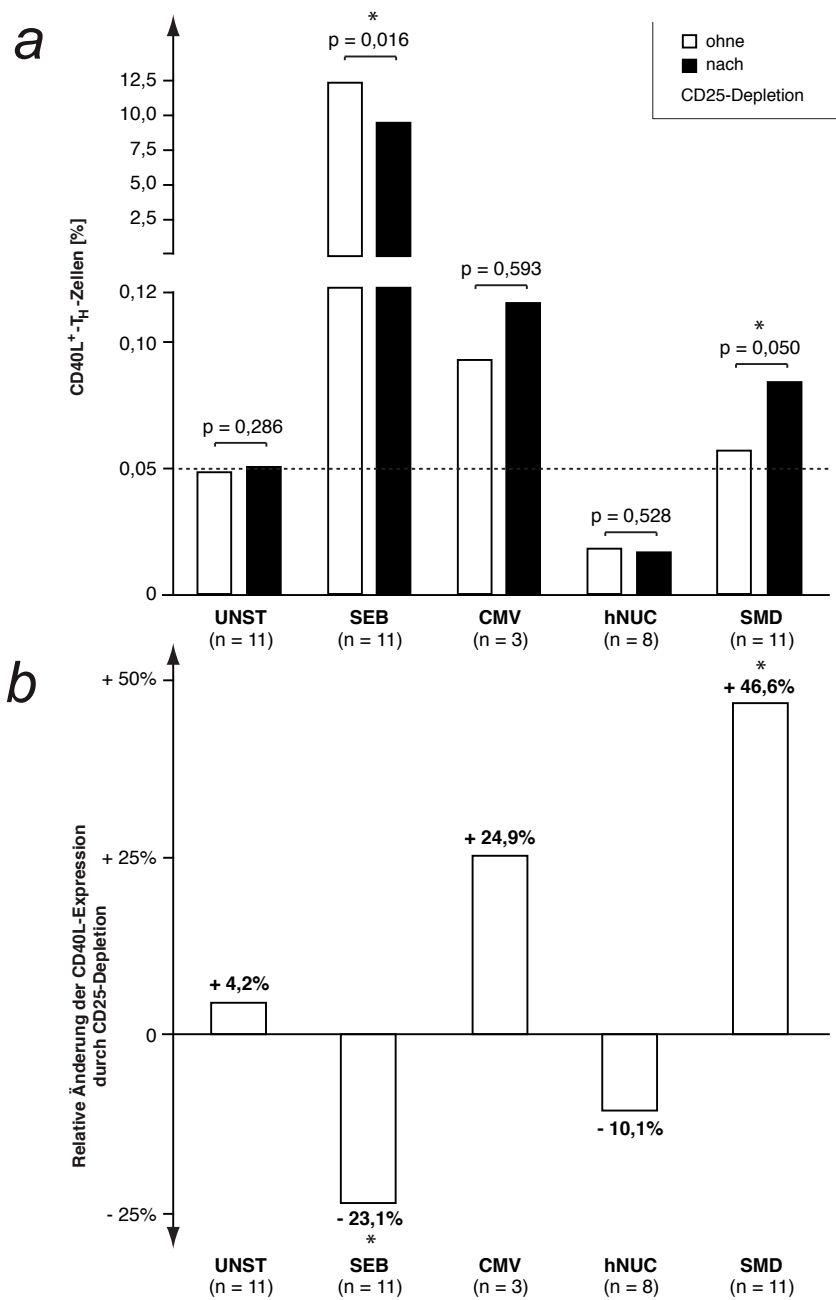 a
*
p = 0,016
ohne
nach
CD25-Depletion
CD40L⁺-T_H-Zellen [%]
12,5
10,0
7,5
5,0
2,5
0,12
0,10
0,05
0
p = 0,286
p = 0,593
p = 0,528
*
p = 0,050
UNST SEB CMV hNUC SMD
(n = 11) (n = 11) (n = 3) (n = 8) (n = 11)
b
Relative Änderung der CD40L-Expression
durch CD25-Depletion
+ 50%
+ 25%
0
- 25%
+ 4,2%
- 23,1%
*
+ 24,9%
- 10,1%
*
+ 46,6%
UNST SEB CMV hNUC SMD
(n = 11) (n = 11) (n = 3) (n = 8) (n = 11)